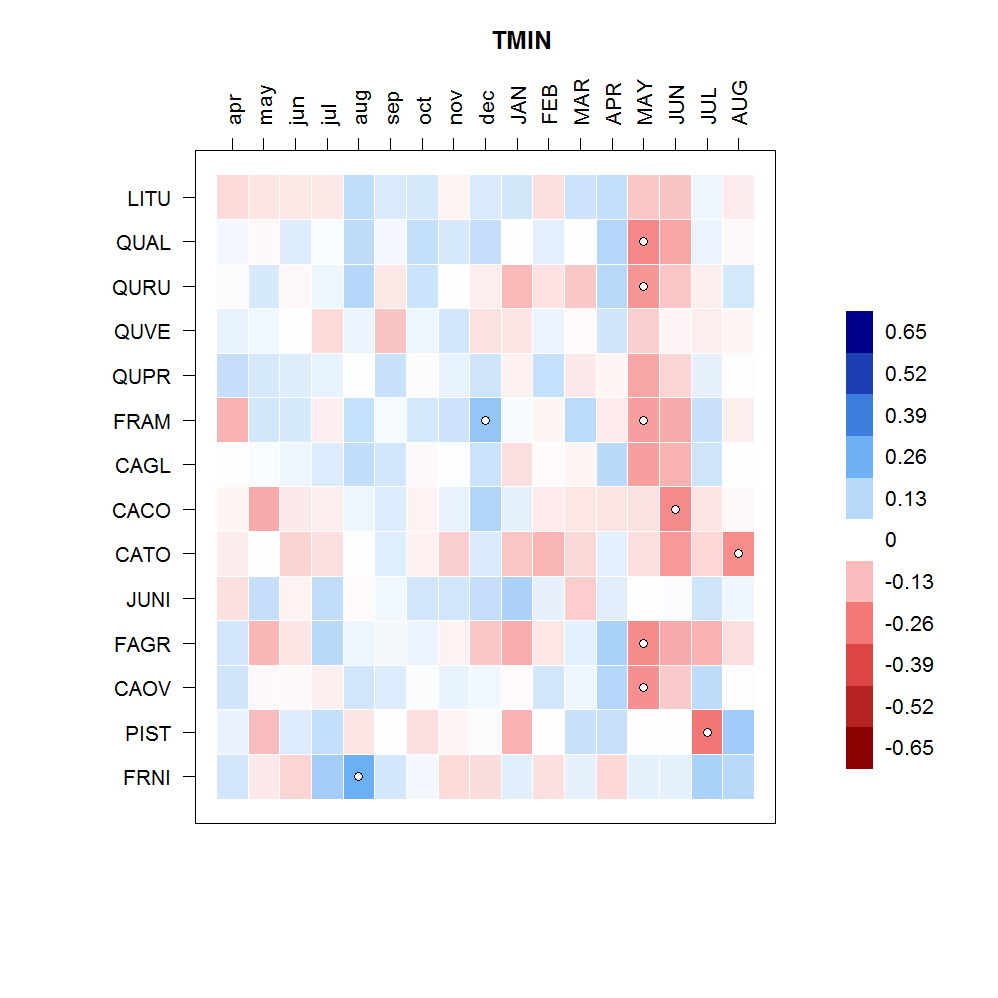 TMIN
apr may jun jul aug sep oct nov dec JAN FEB MAR APR MAY JUN JUL AUG
LITU
QUAL
QURU
QUVE
QUPR
FRAM
CAGL
CACO
CATO
JUNI
FAGR
CAOV
PIST
FRNI
0.65
0.52
0.39
0.26
0.13
0
-0.13
-0.26
-0.39
-0.52
-0.65